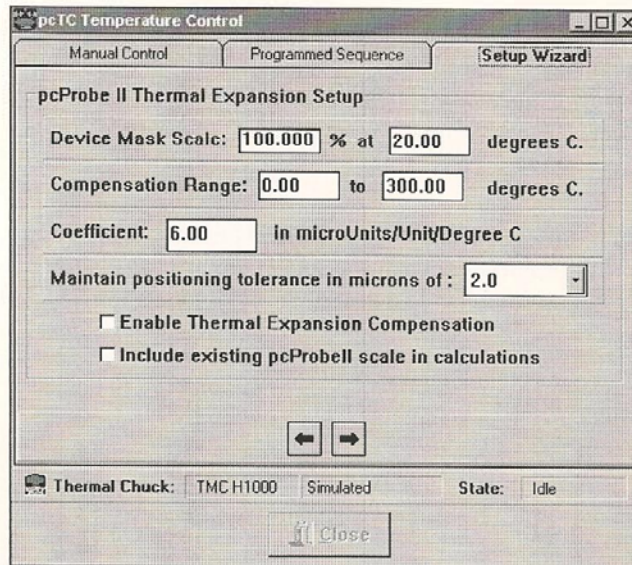 pcTC Temperature Control
Manual Control Programmed Sequence Setup Wizard
pcProbe II Thermal Expansion Setup
Device Mask Scale: 100.000 % at 20.00 degrees C.
Compensation Range: 0.00 to 300.00 degrees C.
Coefficient: 6.00 in microUnits/Unit/Degree C
Maintain positioning tolerance in microns of : 2.0
Enable Thermal Expansion Compensation
Include existing pcProbeII scale in calculations
Thermal Chuck: TMC H1000 Simulated State: Idle
Close